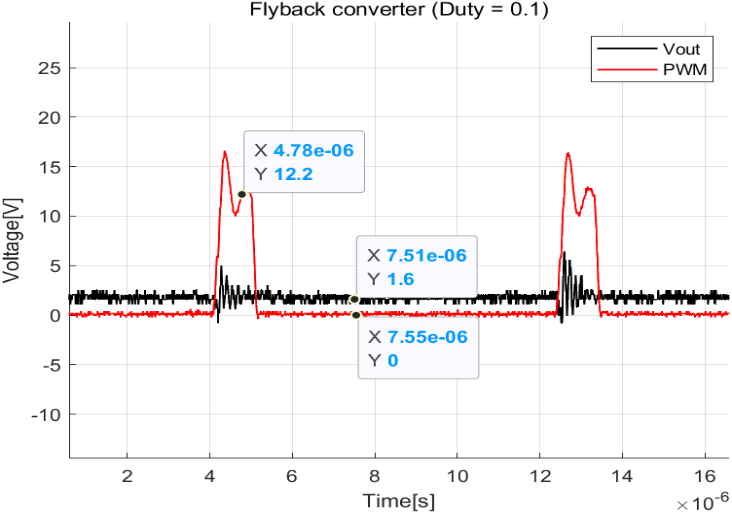 Flyback converter (Duty = 0.1)
Vout
PWM
Voltage[V]
25
20
15
10
5
0
-5
-10
X 4.78e-06
Y 12.2
X 7.51e-06
Y 1.6
X 7.55e-06
Y 0
2 4 6 8 10 12 14 16
Time[s]
×10⁻⁶